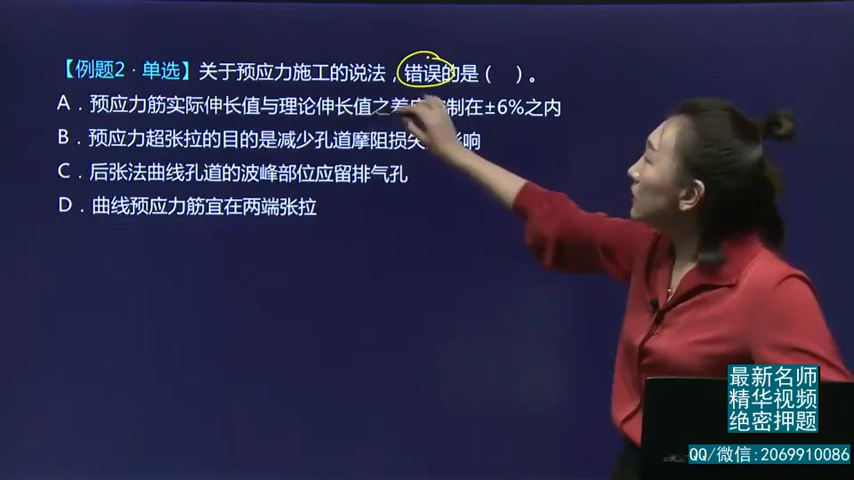 【例题2·单选】关于预应力施工的说法，错误的是（ ）。
A．预应力筋实际伸长值与理论伸长值之差应控制在±6%之内
B．预应力超张拉的目的是减少孔道摩阻损失的影响
C．后张法曲线孔道的波峰部位应留排气孔
D．曲线预应力筋宜在两端张拉
最新名师
精华视频
绝密押题
QQ/微信:2069910086